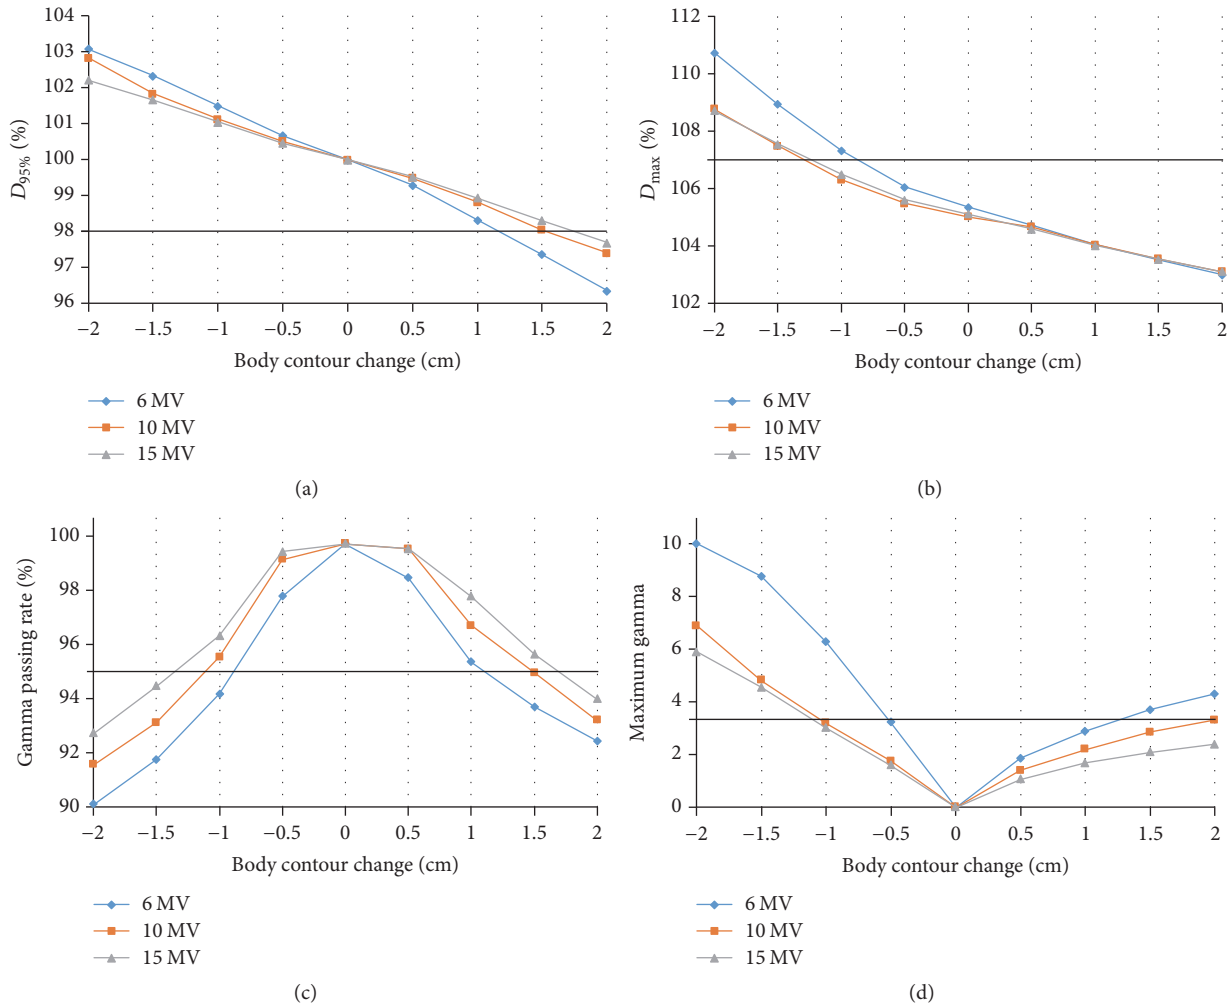 104
103
102
101
100
99
98
97
96
D95% (%)
−2 −1.5 −1 −0.5 0 0.5 1 1.5 2
Body contour change (cm)
6 MV
10 MV
15 MV
(a)
112
110
108
106
104
102
Dmax (%)
−2 −1.5 −1 −0.5 0 0.5 1 1.5 2
Body contour change (cm)
6 MV
10 MV
15 MV
(b)
100
98
96
94
92
90
Gamma passing rate (%)
−2 −1.5 −1 −0.5 0 0.5 1 1.5 2
Body contour change (cm)
6 MV
10 MV
15 MV
(c)
10
8
6
4
2
0
Maximum gamma
−2 −1.5 −1 −0.5 0 0.5 1 1.5 2
Body contour change (cm)
6 MV
10 MV
15 MV
(d)